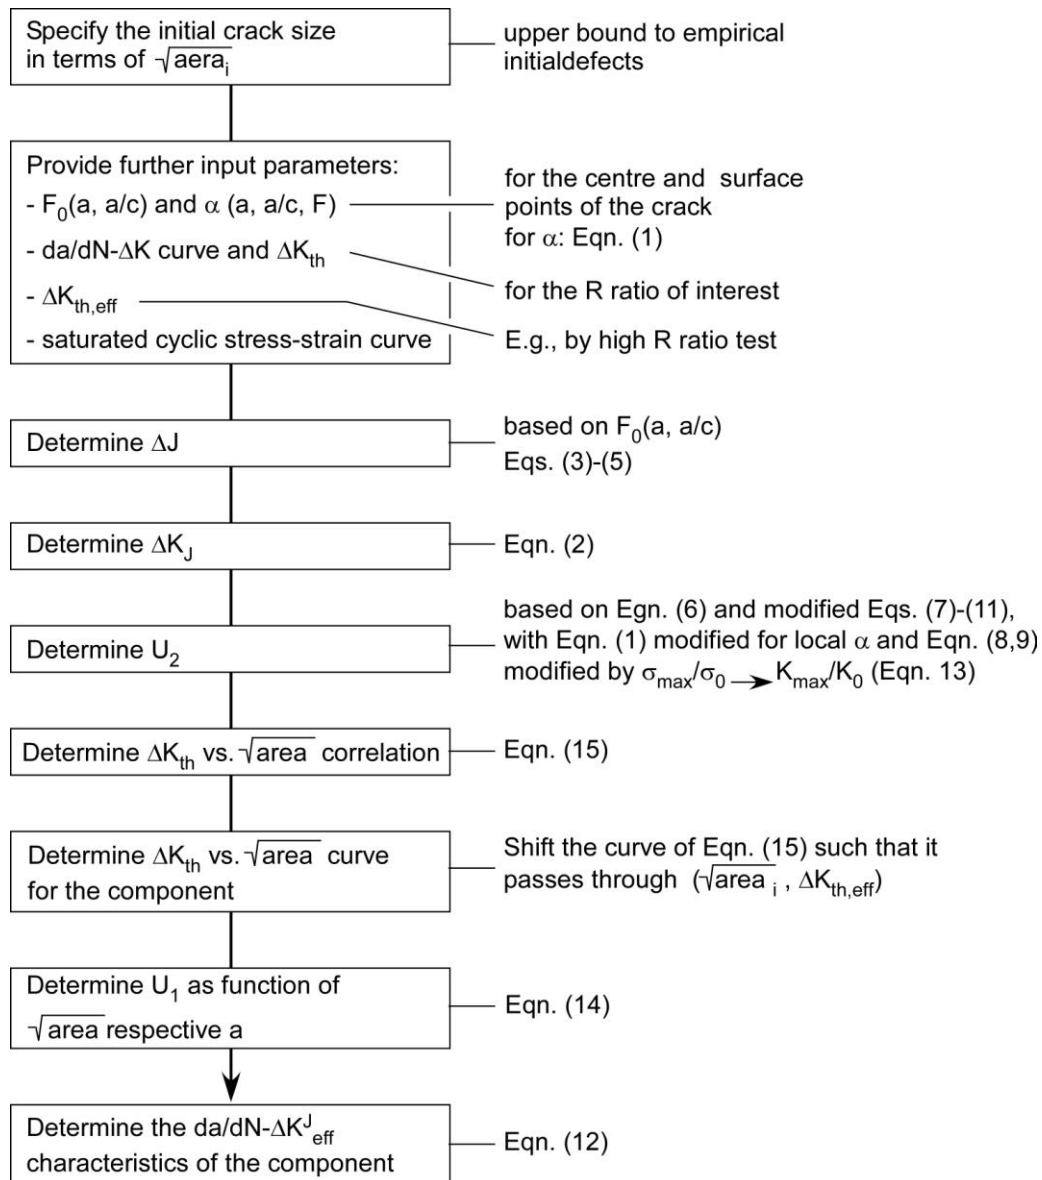 Specify the initial crack size
in terms of √aera_i
upper bound to empirical
initialdefects
Provide further input parameters:
- F₀(a, a/c) and α (a, a/c, F)
for the centre and surface
points of the crack
for α: Eqn. (1)
- da/dN-ΔK curve and ΔK_th
for the R ratio of interest
- ΔK_th,eff
E.g., by high R ratio test
- saturated cyclic stress-strain curve
Determine ΔJ
based on F₀(a, a/c)
Eqs. (3)-(5)
Determine ΔK_J
Eqn. (2)
Determine U₂
based on Egn. (6) and modified Eqs. (7)-(11),
with Eqn. (1) modified for local α and Eqn. (8,9)
modified by σ_max/σ₀ → K_max/K₀ (Eqn. 13)
Determine ΔK_th vs. √area correlation
Eqn. (15)
Determine ΔK_th vs. √area curve
for the component
Shift the curve of Eqn. (15) such that it
passes through (√area_i , ΔK_th,eff)
Determine U₁ as function of
√area respective a
Eqn. (14)
Determine the da/dN-ΔK^J_eff
characteristics of the component
Eqn. (12)